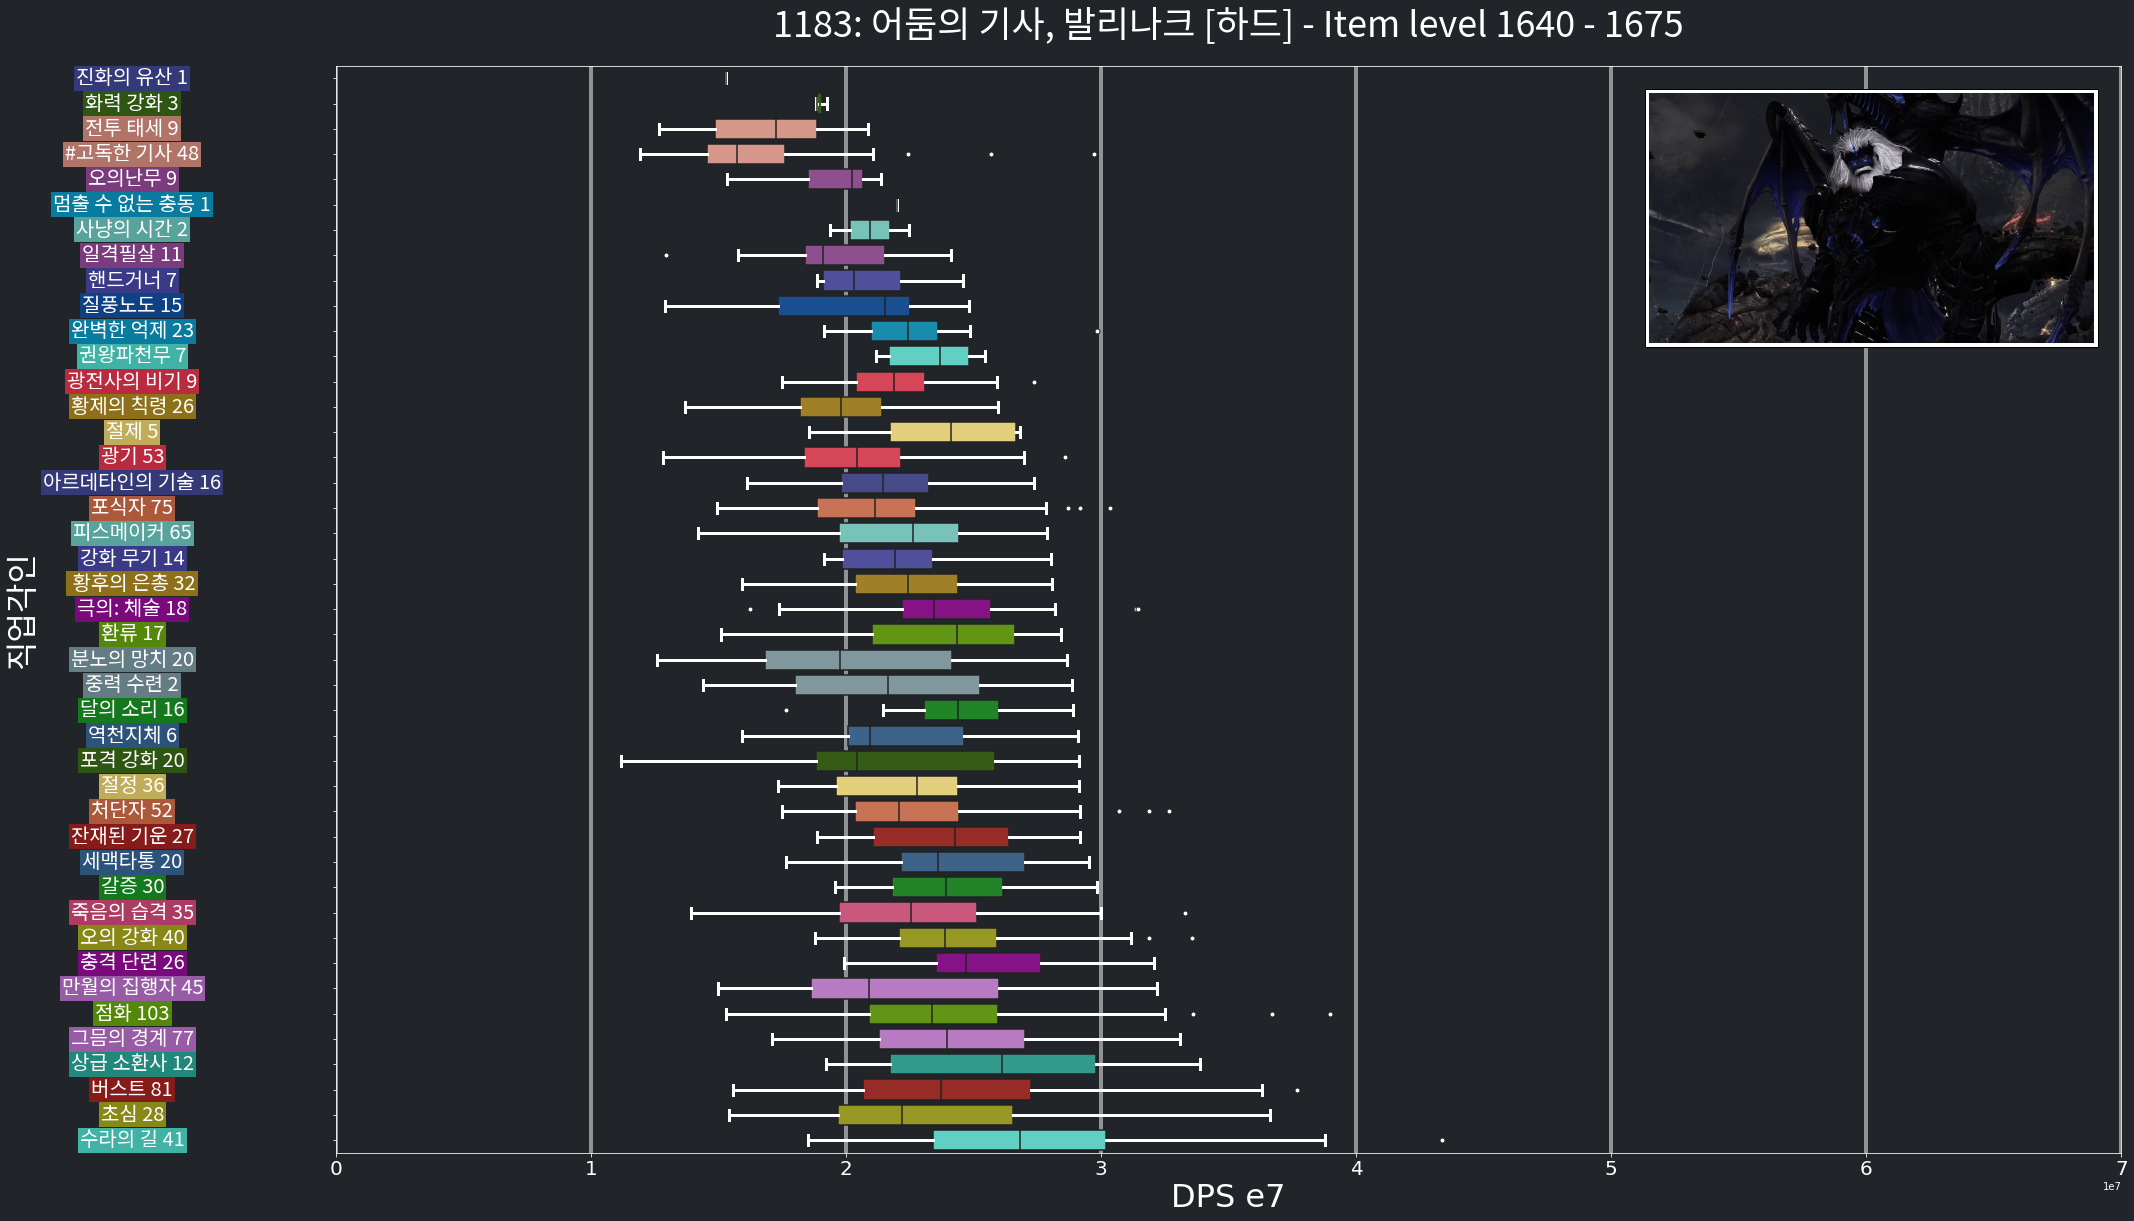 1183: 어둠의 기사, 발리나크 [하드] - Item level 1640 - 1675
직업각인
진화의 유산 1
화력 강화 3
전투 태세 9
#고독한 기사 48
오의난무 9
멈출 수 없는 충동 1
사냥의 시간 2
일격필살 11
핸드거너 7
질풍노도 15
완벽한 억제 23
권왕파천무 7
광전사의 비기 9
황제의 칙령 26
절제 5
광기 53
아르데타인의 기술 16
포식자 75
피스메이커 65
강화 무기 14
황후의 은총 32
극의: 체술 18
환류 17
분노의 망치 20
중력 수련 2
달의 소리 16
역천지체 6
포격 강화 20
절정 36
처단자 52
잔재된 기운 27
세맥타통 20
갈증 30
죽음의 습격 35
오의 강화 40
충격 단련 26
만월의 집행자 45
점화 103
그믐의 경계 77
상급 소환사 12
버스트 81
초심 28
수라의 길 41
0 1 2 3 4 5 6 7
1e7
DPS e7